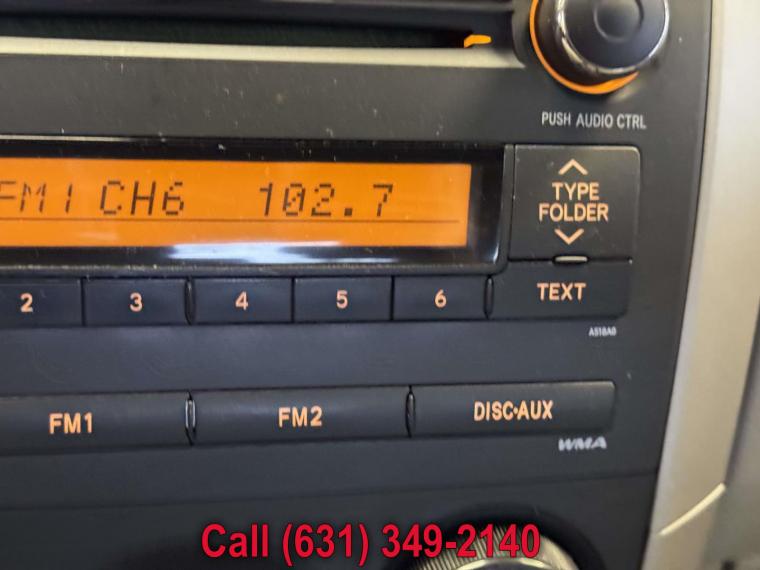 PUSH AUDIO CTRL
FM1 CH6 102.7
TYPE
FOLDER
2 3 4 5 6 TEXT
A518A0
FM1 FM2 DISC•AUX
WMA
Call (631) 349-2140